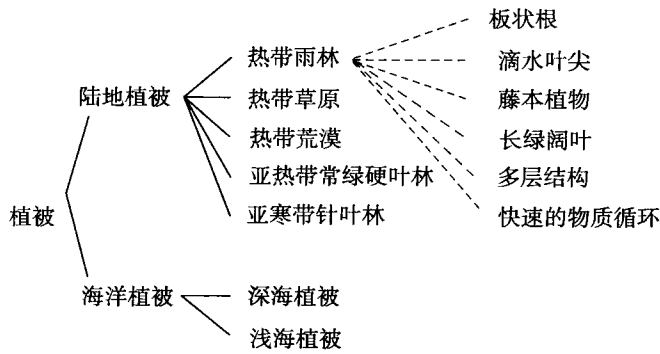 板状根
热带雨林
滴水叶尖
陆地植被
热带草原
藤本植物
热带荒漠
长绿阔叶
亚热带常绿硬叶林
多层结构
植被
亚寒带针叶林
快速的物质循环
海洋植被
深海植被
浅海植被